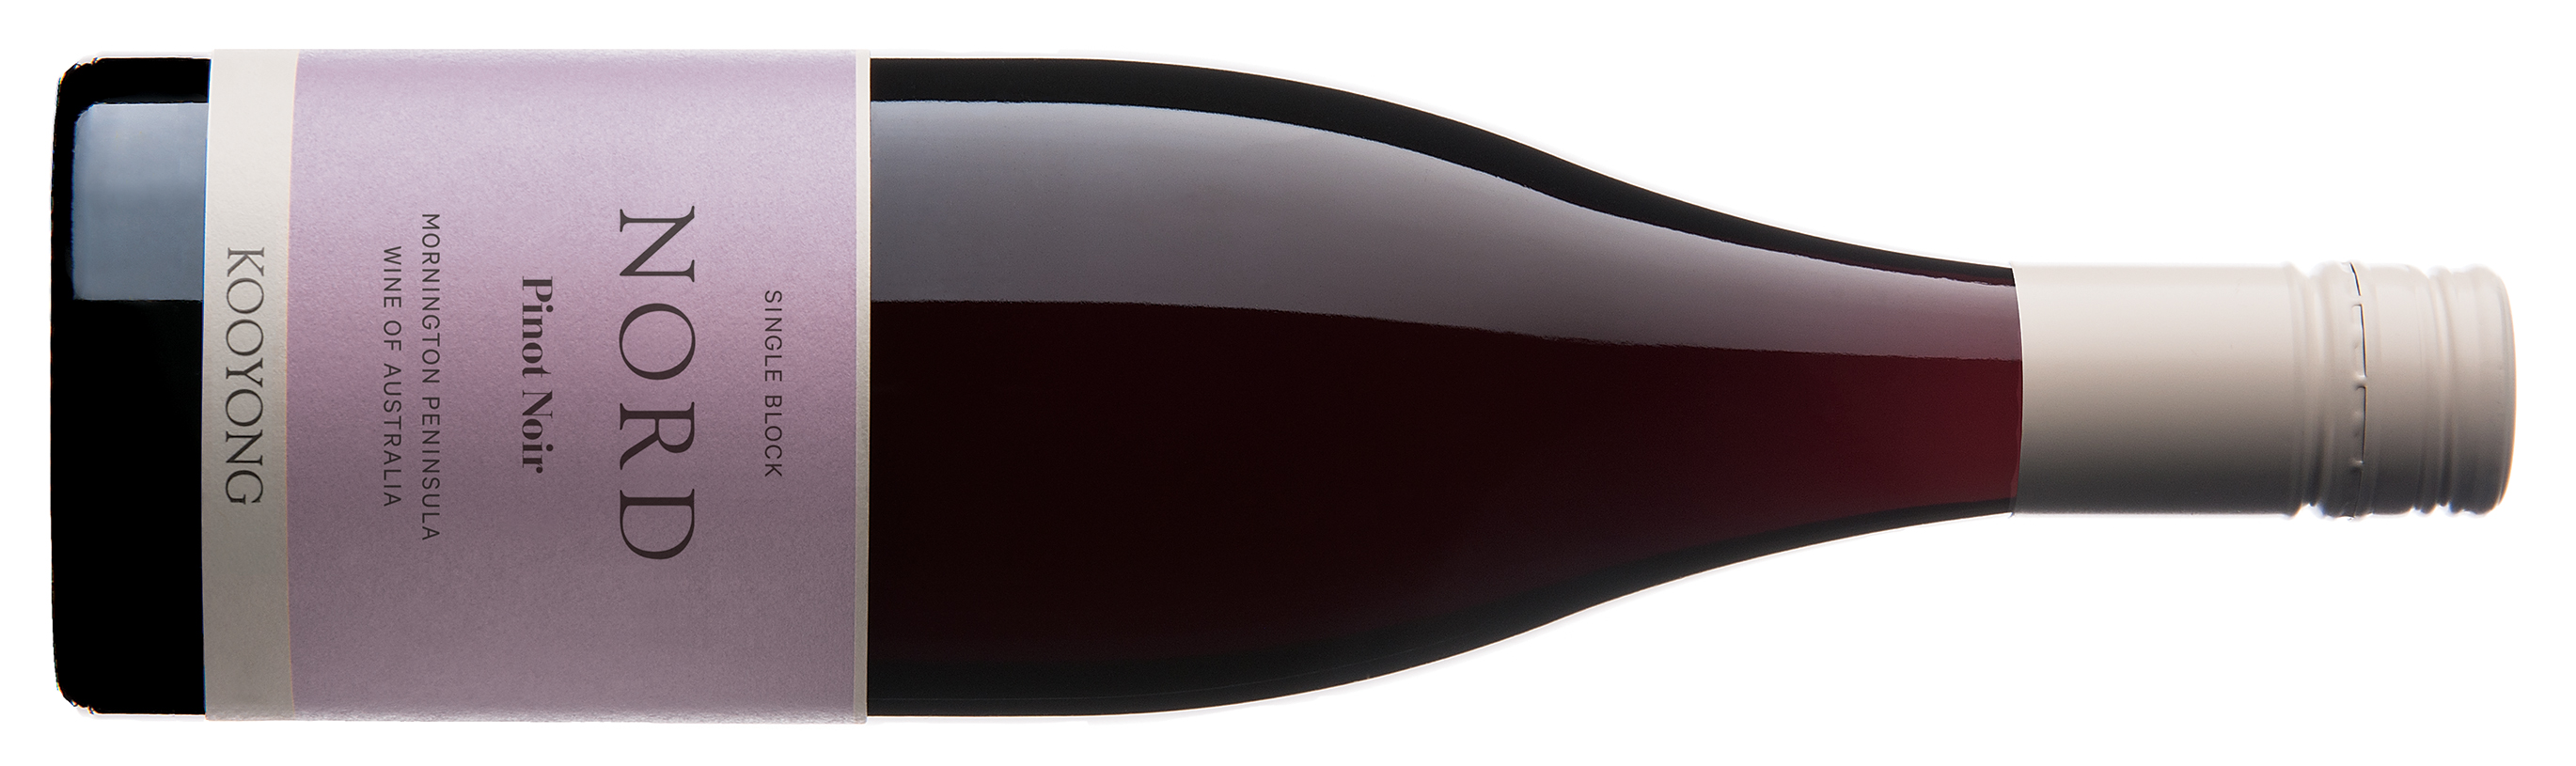 SINGLE BLOCK
NORD
Pinot Noir
MORNINGTON PENINSULA
WINE OF AUSTRALIA
KOOYONG